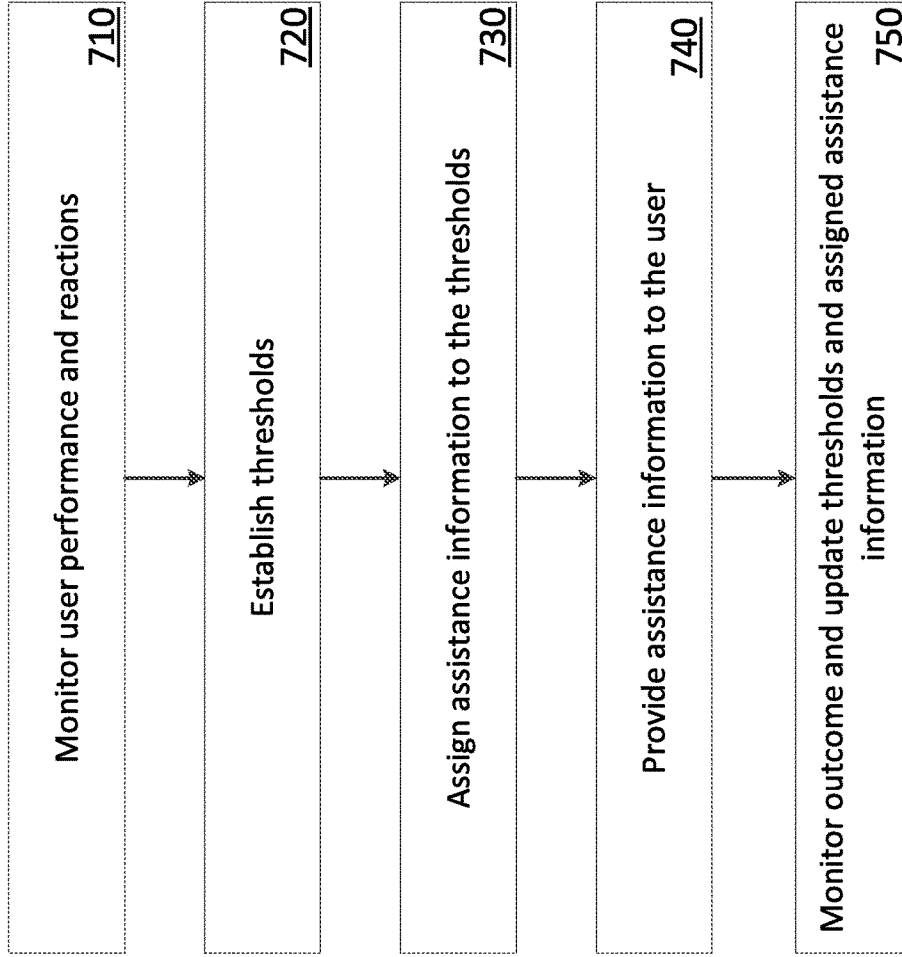 Monitor user performance and reactions
710
Establish thresholds
720
Assign assistance information to the thresholds
730
Provide assistance information to the user
740
Monitor outcome and update thresholds and assigned assistance
information
750